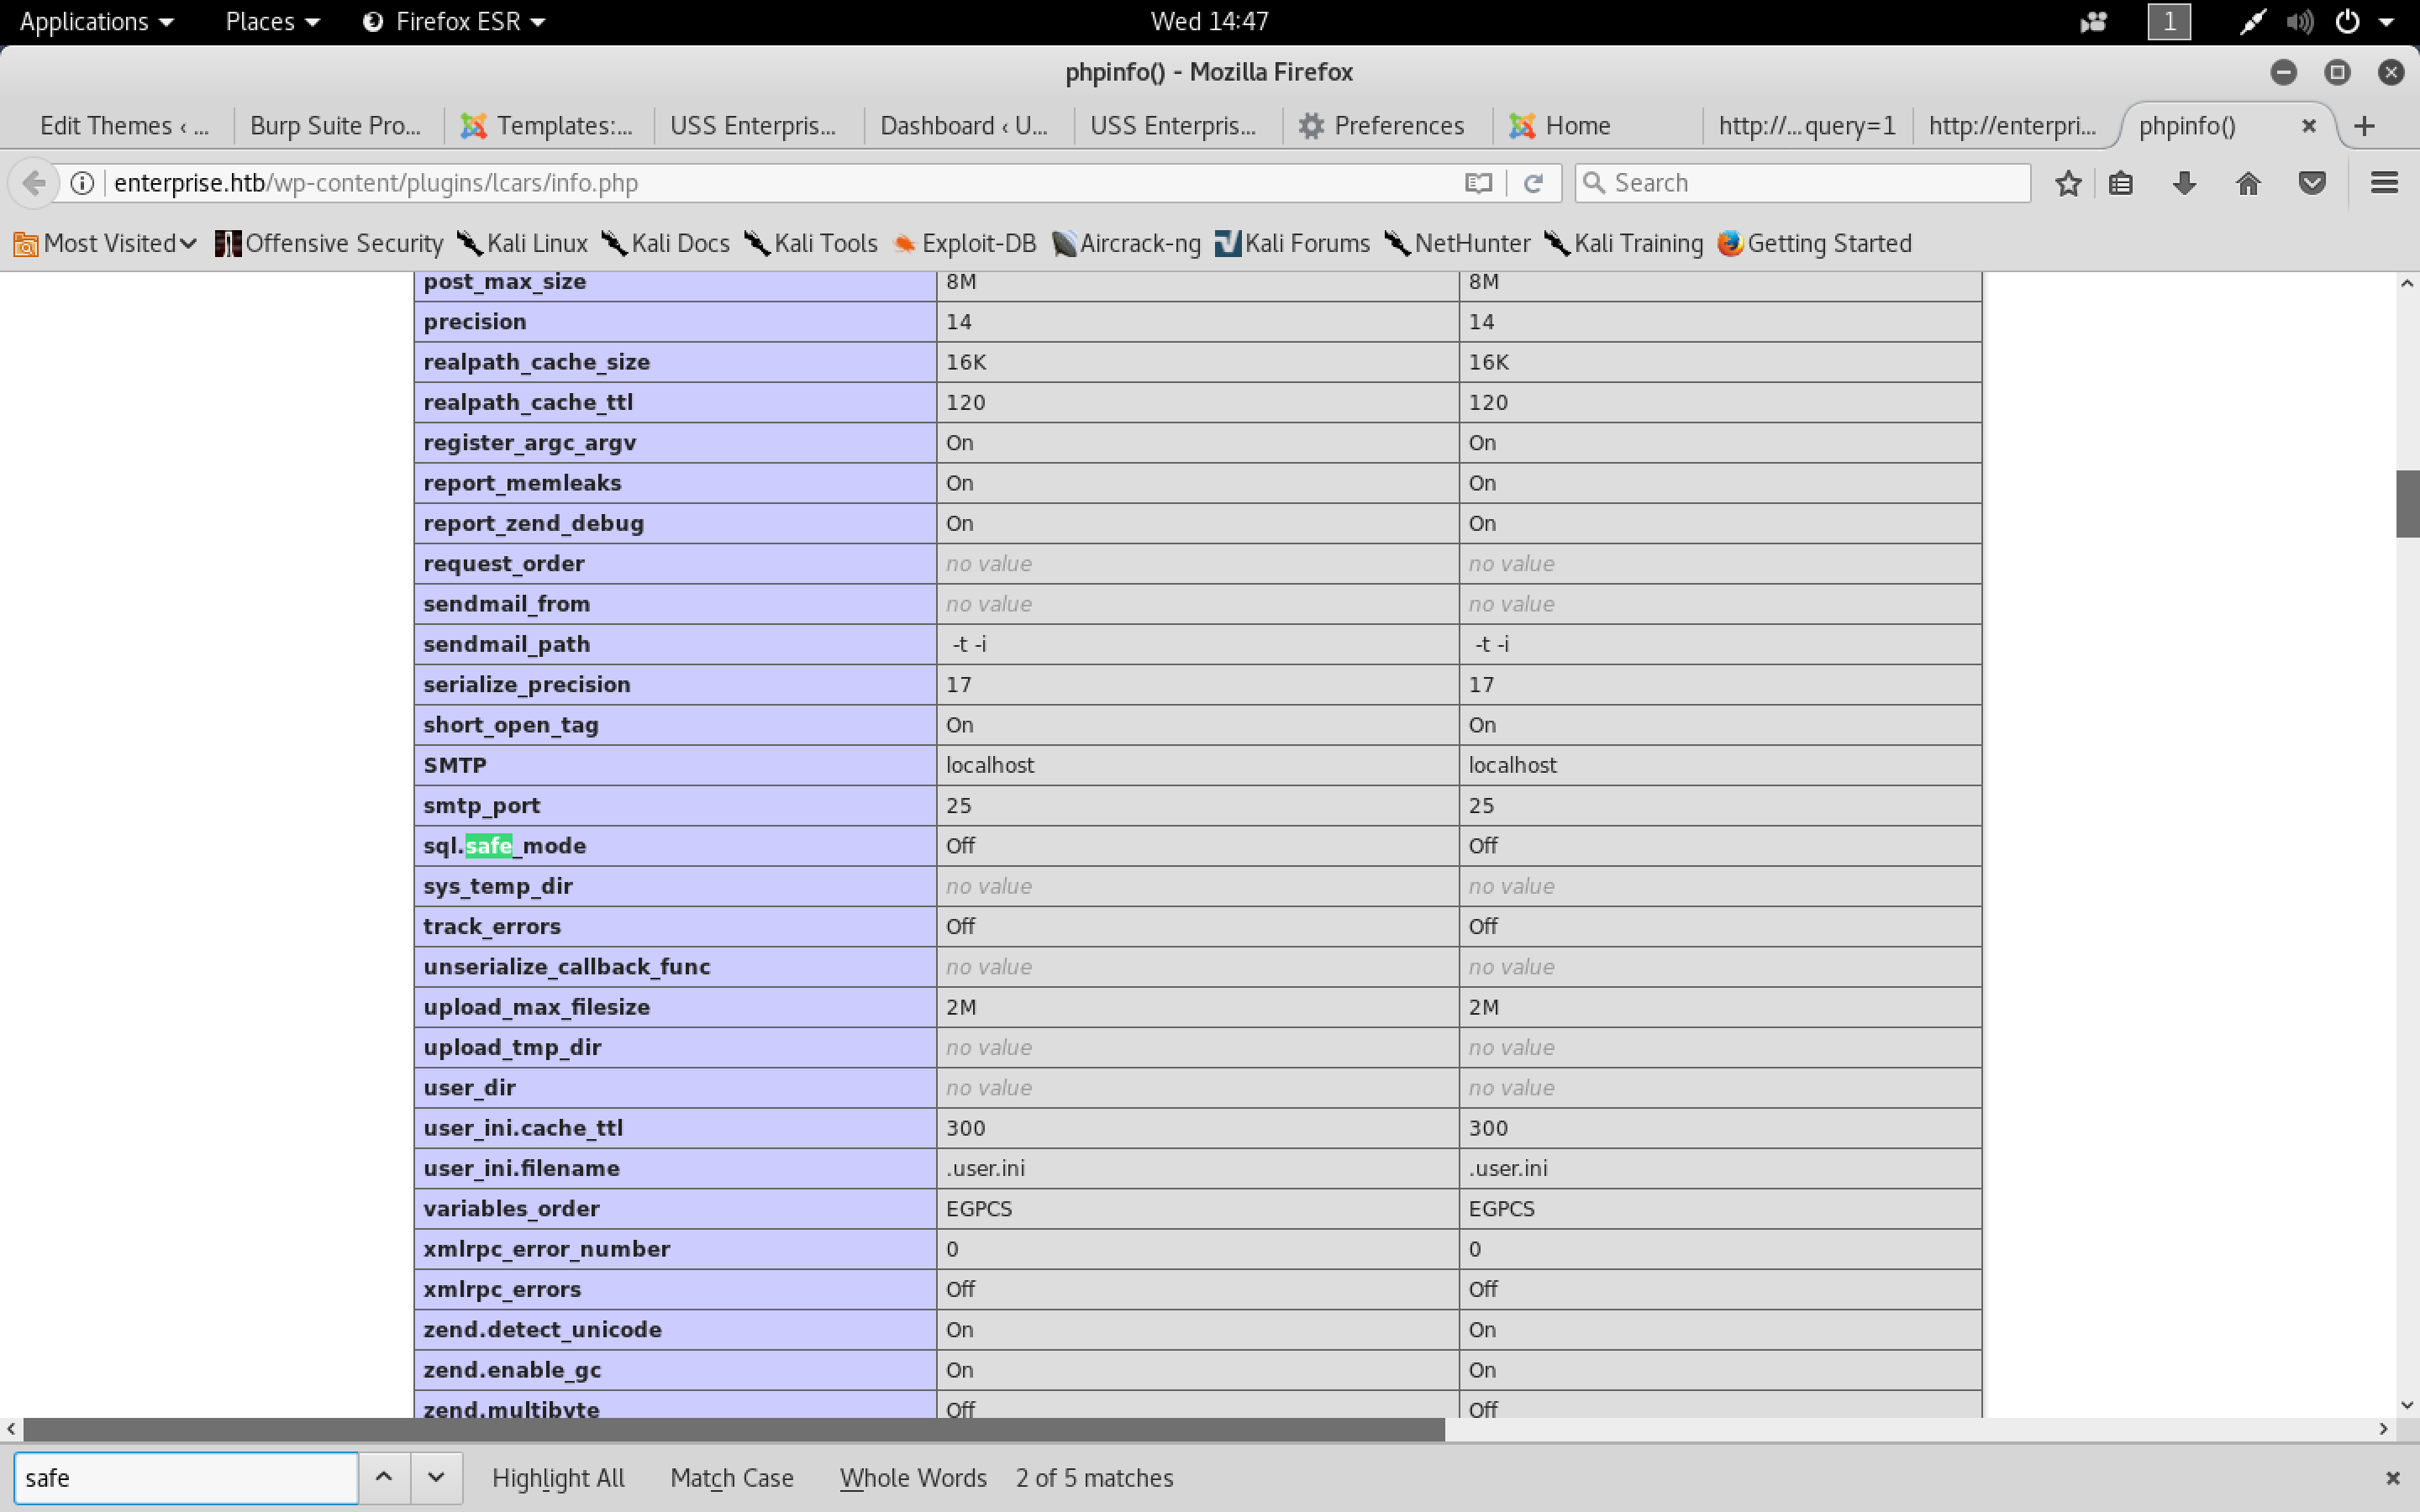 Applications Places Firefox ESR Wed 14:47 1
phpinfo() - Mozilla Firefox
Edit Themes ‹ ... Burp Suite Pro... Templates:... USS Enterpris... Dashboard ‹ U... USS Enterpris... Preferences Home http://...query=1 http://enterpri... phpinfo()
enterprise.htb/wp-content/plugins/lcars/info.php Search
Most Visited Offensive Security Kali Linux Kali Docs Kali Tools Exploit-DB Aircrack-ng Kali Forums NetHunter Kali Training Getting Started
post_max_size 8M 8M
precision 14 14
realpath_cache_size 16K 16K
realpath_cache_ttl 120 120
register_argc_argv On On
report_memleaks On On
report_zend_debug On On
request_order no value no value
sendmail_from no value no value
sendmail_path -t -i -t -i
serialize_precision 17 17
short_open_tag On On
SMTP localhost localhost
smtp_port 25 25
sql.safe_mode Off Off
sys_temp_dir no value no value
track_errors Off Off
unserialize_callback_func no value no value
upload_max_filesize 2M 2M
upload_tmp_dir no value no value
user_dir no value no value
user_ini.cache_ttl 300 300
user_ini.filename .user.ini .user.ini
variables_order EGPCS EGPCS
xmlrpc_error_number 0 0
xmlrpc_errors Off Off
zend.detect_unicode On On
zend.enable_gc On On
zend.multibyte Off Off
safe Highlight All Match Case Whole Words 2 of 5 matches